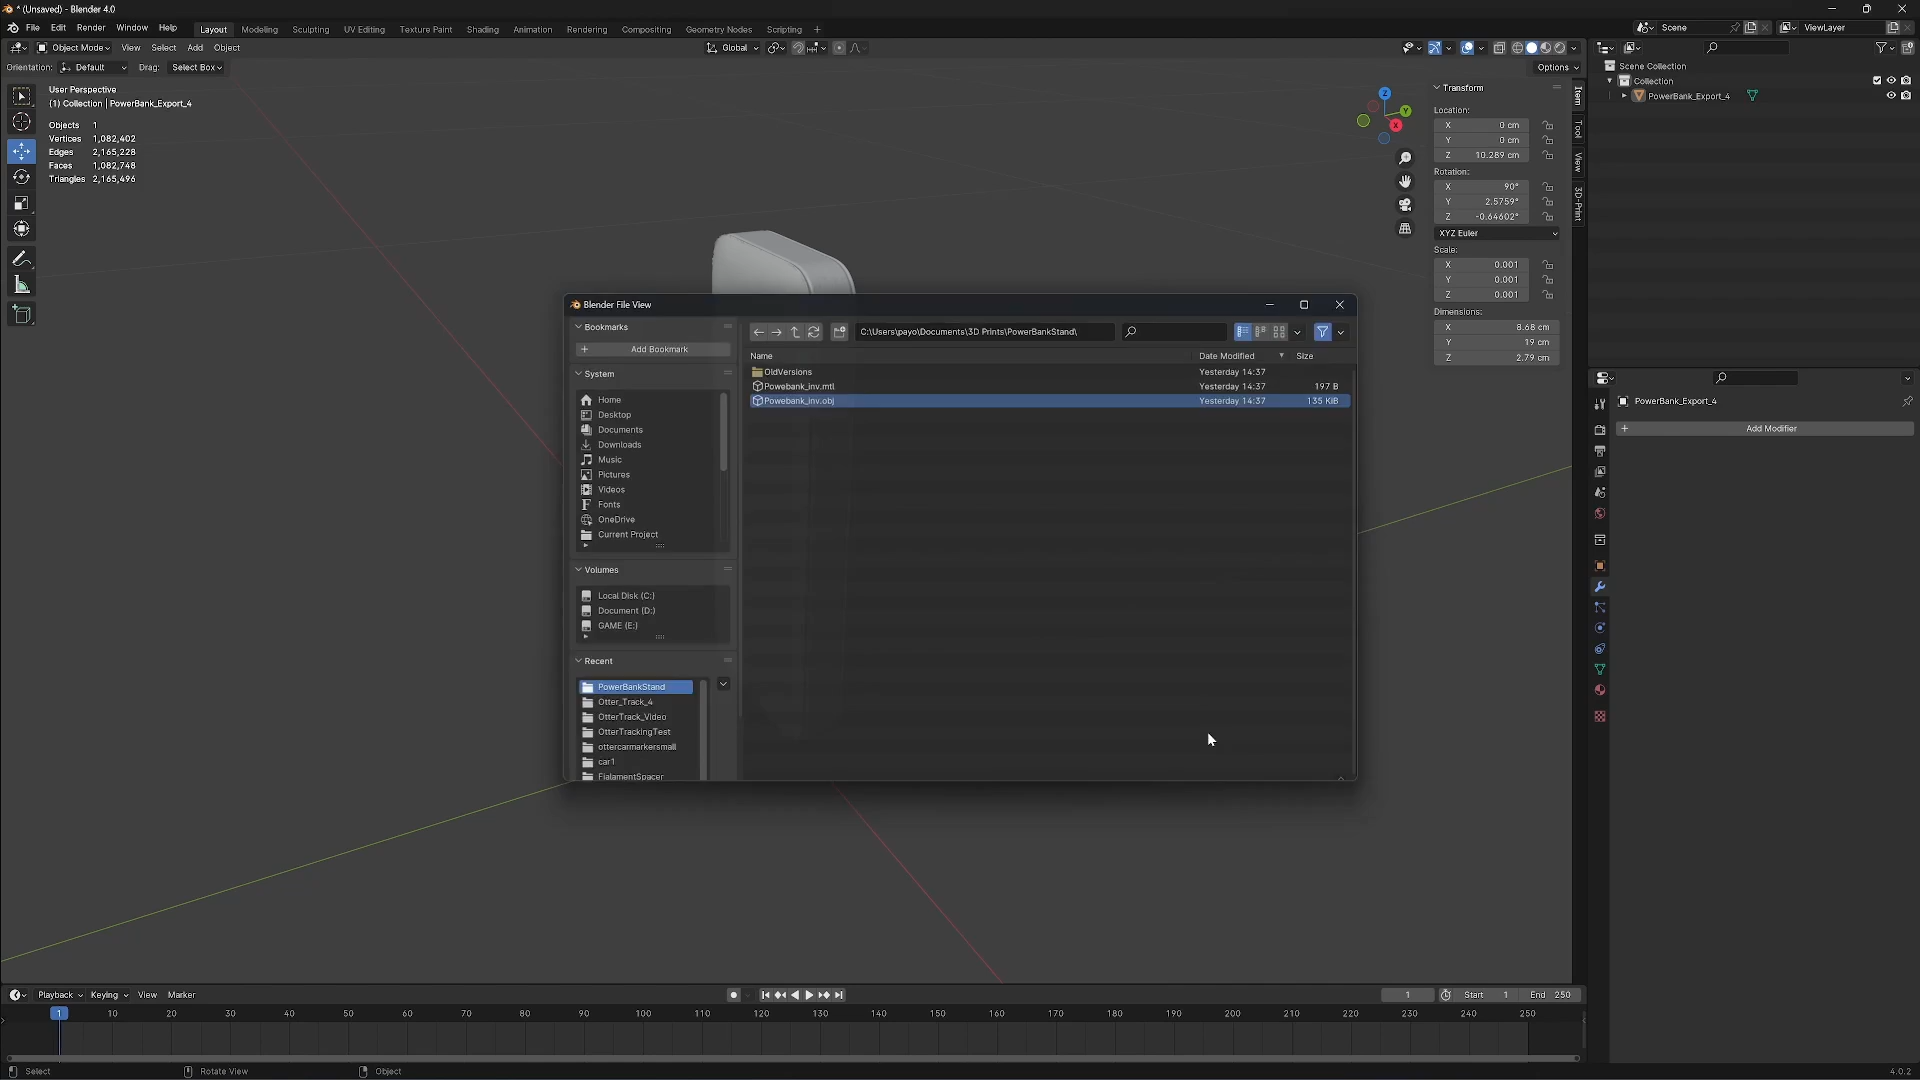 * (Unsaved) - Blender 4.0
File Edit Render Window Help
Layout Modeling Sculpting UV Editing Texture Paint Shading Animation Rendering Compositing Geometry Nodes Scripting +
Scene
ViewLayer
Object Mode View Select Add Object
Global
Orientation: Default Drag: Select Box
Options
User Perspective
(1) Collection | PowerBank_Export_4
Objects 1
Vertices 1,082,402
Edges 2,165,228
Faces 1,082,748
Triangles 2,165,496
Z
Y
X
Transform
Location:
X 0 cm
Y 0 cm
Z 10.289 cm
Rotation:
X 90°
Y 2.5759°
Z -0.64602°
XYZ Euler
Scale:
X 0.001
Y 0.001
Z 0.001
Dimensions:
X 8.68 cm
Y 19 cm
Z 2.79 cm
Item
Tool
View
3D-Print
Scene Collection
Collection
PowerBank_Export_4
PowerBank_Export_4
+ Add Modifier
Blender File View
Bookmarks
+ Add Bookmark
System
Home
Desktop
Documents
Downloads
Music
Pictures
Videos
Fonts
OneDrive
Current Project
Volumes
Local Disk (C:)
Document (D:)
GAME (E:)
Recent
PowerBankStand
Otter_Track_4
OtterTrack_Video
OtterTrackingTest
ottercarmarkersmall
car1
FialamentSpacer
C:\Users\payo\Documents\3D Prints\PowerBankStand\
Name Date Modified Size
OldVersions Yesterday 14:37
Powebank_inv.mtl Yesterday 14:37 197 B
Powebank_inv.obj Yesterday 14:37 135 KiB
Playback Keying View Marker
1 Start 1 End 250
1 10 20 30 40 50 60 70 80 90 100 110 120 130 140 150 160 170 180 190 200 210 220 230 240 250
Select Rotate View Object
4.0.2